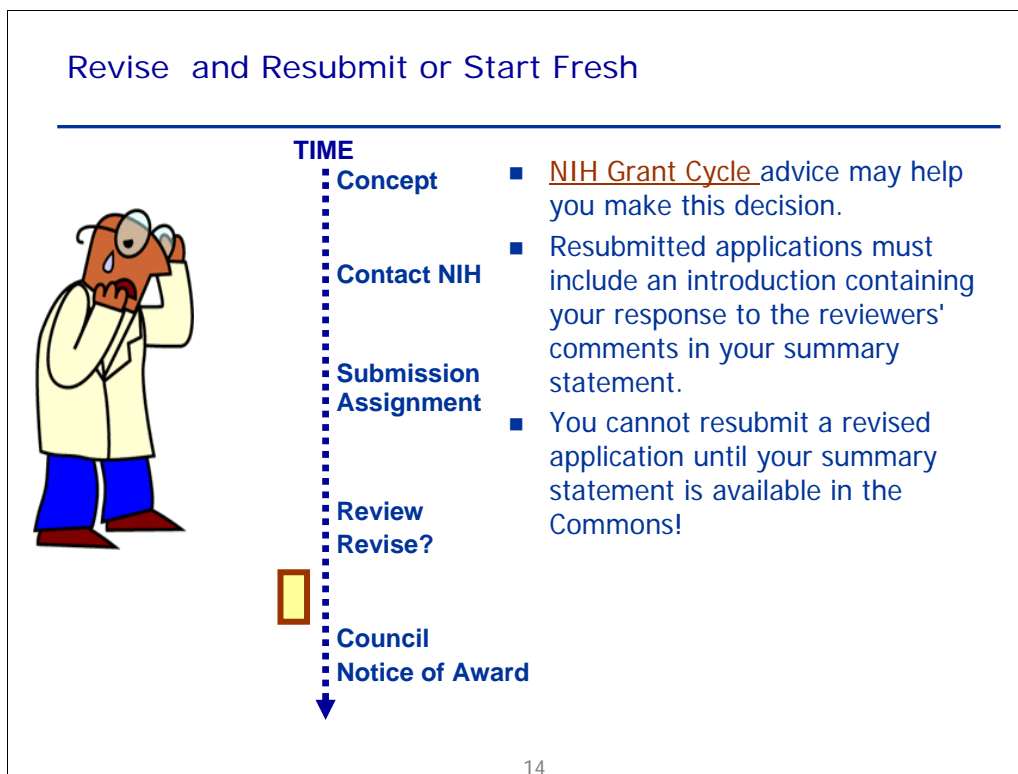 Revise and Resubmit or Start Fresh
TIME
Concept
Contact NIH
Submission
Assignment
Review
Revise?
Council
Notice of Award
NIH Grant Cycle advice may help
you make this decision.
Resubmitted applications must
include an introduction containing
your response to the reviewers'
comments in your summary
statement.
You cannot resubmit a revised
application until your summary
statement is available in the
Commons!
14